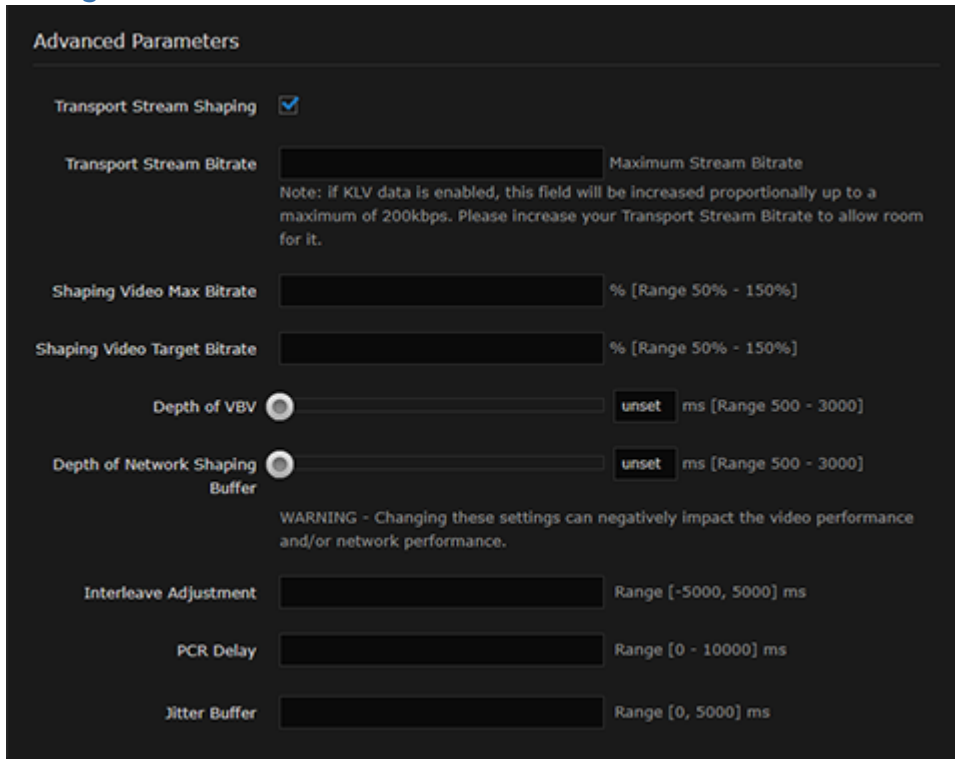 Advanced Parameters
Transport Stream Shaping
Transport Stream Bitrate Maximum Stream Bitrate
Note: if KLV data is enabled, this field will be increased proportionally up to a
maximum of 200kbps. Please increase your Transport Stream Bitrate to allow room
for it.
Shaping Video Max Bitrate % [Range 50% - 150%]
Shaping Video Target Bitrate % [Range 50% - 150%]
Depth of VBV unset ms [Range 500 - 3000]
Depth of Network Shaping unset ms [Range 500 - 3000]
Buffer
WARNING - Changing these settings can negatively impact the video performance
and/or network performance.
Interleave Adjustment Range [-5000, 5000] ms
PCR Delay Range [0 - 10000] ms
Jitter Buffer Range [0, 5000] ms